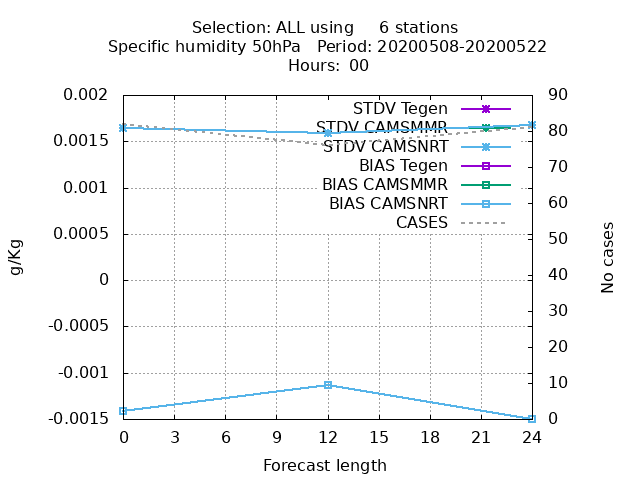 Selection: ALL using     6 stations
Specific humidity 50hPa   Period: 20200508-20200522
Hours: 00
0.002
0.0015
0.001
0.0005
0
-0.0005
-0.001
-0.0015
g/Kg
STDV Tegen
STDV CAMSMMR
STDV CAMSNRT
BIAS Tegen
BIAS CAMSMMR
BIAS CAMSNRT
CASES
90
80
70
60
50
40
30
20
10
0
No cases
0 3 6 9 12 15 18 21 24
Forecast length